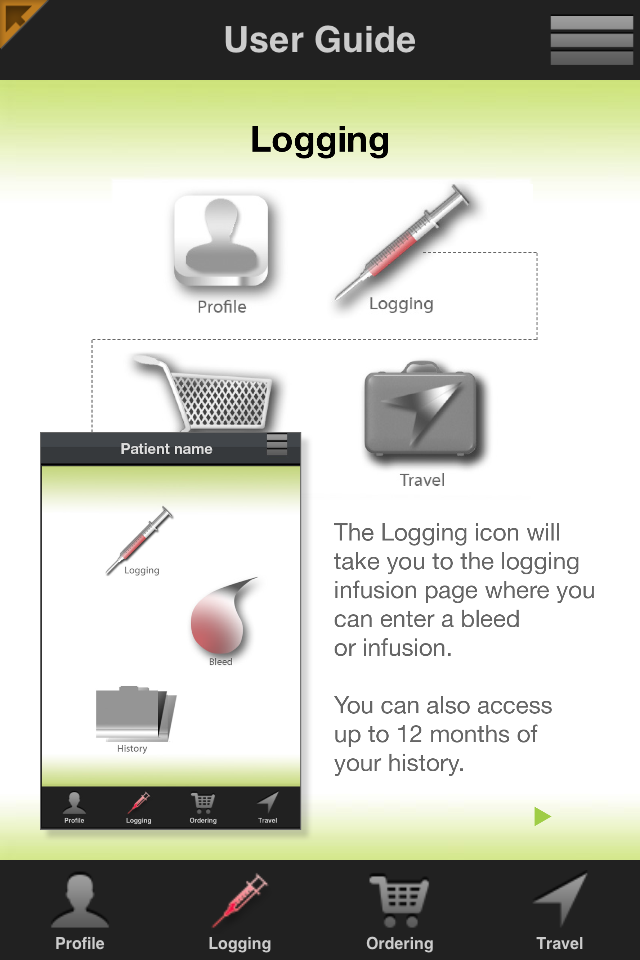 User Guide
Logging
Profile
Logging
Travel
Patient name
Logging
Bleed
History
Profile
Logging
Ordering
Travel
The Logging icon will
take you to the logging
infusion page where you
can enter a bleed
or infusion.
You can also access
up to 12 months of
your history.
Profile
Logging
Ordering
Travel